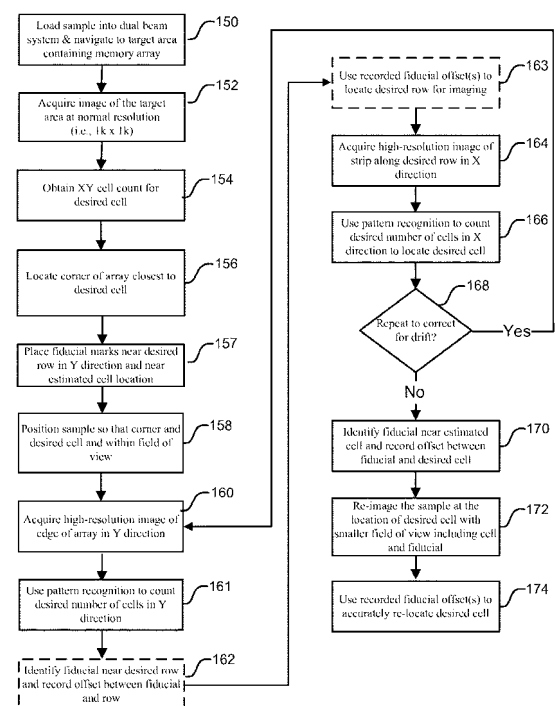 Load sample into dual beam
system & navigate to target area
containing memory array
150
Acquire image of the target
area at normal resolution
(i.e., 1k x 1k)
152
Obtain XY cell count for
desired cell
154
Locate corner of array closest to
desired cell
156
Place fiducial marks near desired
row in Y direction and near
estimated cell location
157
Position sample so that corner and
desired cell and within field of
view
158
Acquire high-resolution image of
edge of array in Y direction
160
Use pattern recognition to count
desired number of cells in Y
direction
161
Identify fiducial near desired row
and record offset between fiducial
and row
162
Use recorded fiducial offset(s) to
locate desired row for imaging
163
Acquire high-resolution image of
strip along desired row in X
direction
164
Use pattern recognition to count
desired number of cells in X
direction to locate desired cell
166
Repeat to correct
for drift?
168
Yes
No
Identify fiducial near estimated
cell and record offset between
fiducial and desired cell
170
Re-image the sample at the
location of desired cell with
smaller field of view including cell
and fiducial
172
Use recorded fiducial offset(s) to
accurately re-locate desired cell
174